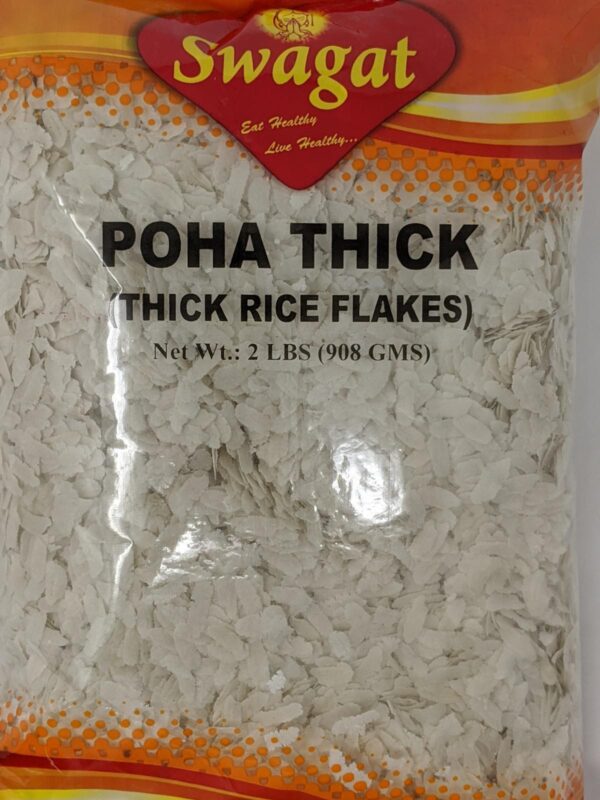 Swagat
Eat Healthy
Live Healthy...
POHA THICK
(THICK RICE FLAKES)
Net Wt.: 2 LBS (908 GMS)